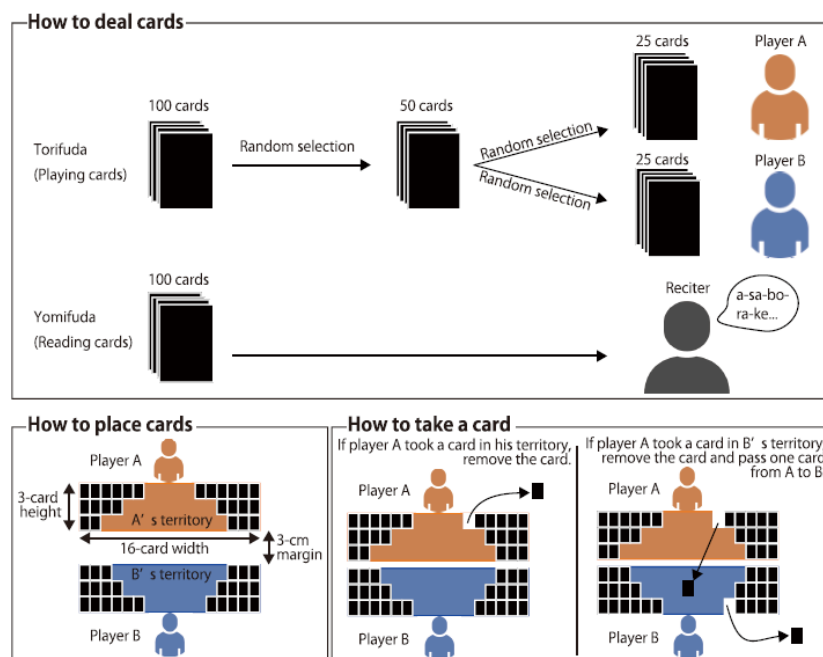 How to deal cards
25 cards
Player A
100 cards
50 cards
Torifuda
(Playing cards)
Random selection
Random selection
Random selection
25 cards
Player B
100 cards
Yomifuda
(Reading cards)
Reciter
a-sa-bo-
ra-ke...
How to place cards
Player A
3-card
height
A's territory
16-card width
3-cm
margin
B's territory
Player B
How to take a card
If player A took a card in his territory,
remove the card.
Player A
Player B
If player A took a card in B's territory,
remove the card and pass one card
from A to B
Player A
Player B